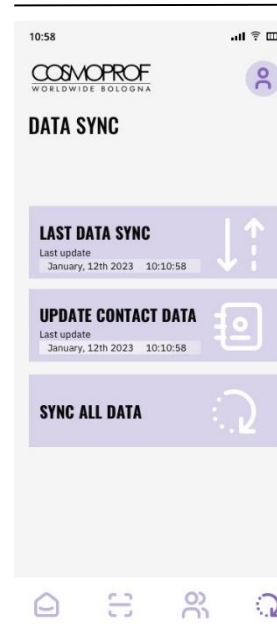 10:58
COSMOPROF
WORLDWIDE BOLOGNA
DATA SYNC
LAST DATA SYNC
Last update
January, 12th 2023 10:10:58
UPDATE CONTACT DATA
Last update
January, 12th 2023 10:10:58
SYNC ALL DATA